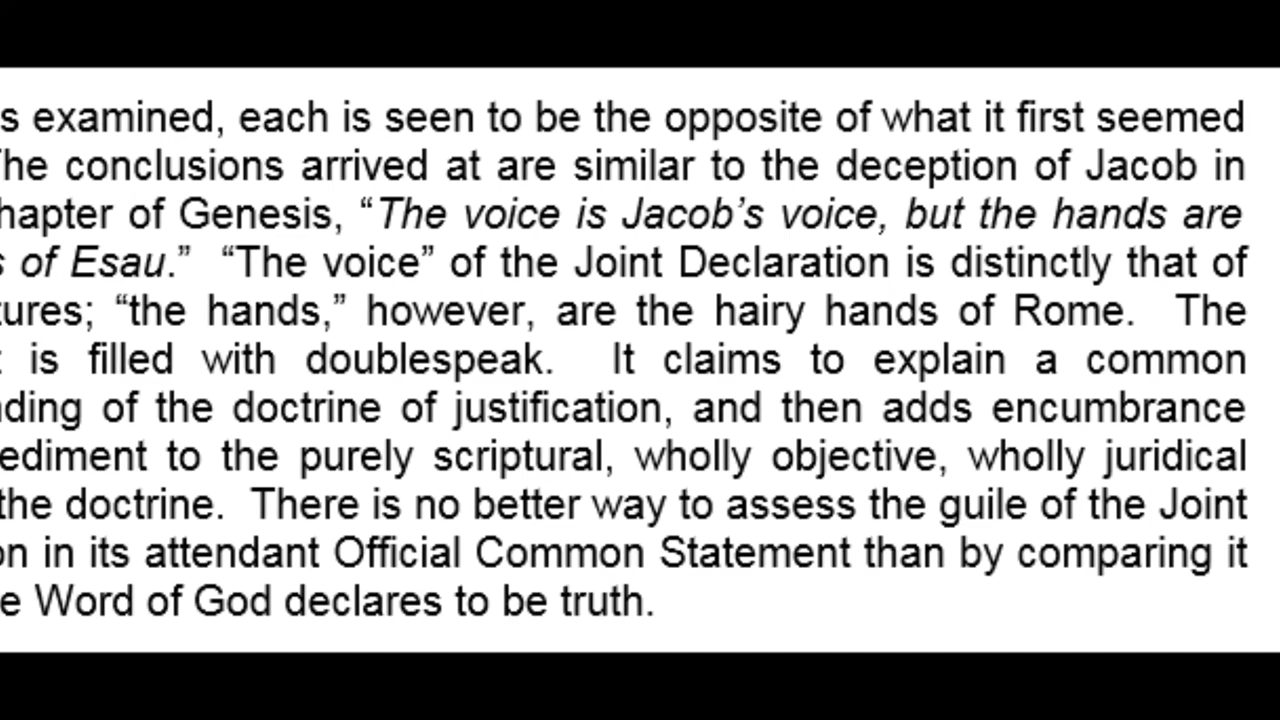 s examined, each is seen to be the opposite of what it first seemed
The conclusions arrived at are similar to the deception of Jacob in
hapter of Genesis, “The voice is Jacob’s voice, but the hands are
s of Esau.” “The voice” of the Joint Declaration is distinctly that of
tures; “the hands,” however, are the hairy hands of Rome. The
t is filled with doublespeak. It claims to explain a common
nding of the doctrine of justification, and then adds encumbrance
ediment to the purely scriptural, wholly objective, wholly juridical
the doctrine. There is no better way to assess the guile of the Joint
on in its attendant Official Common Statement than by comparing it
e Word of God declares to be truth.